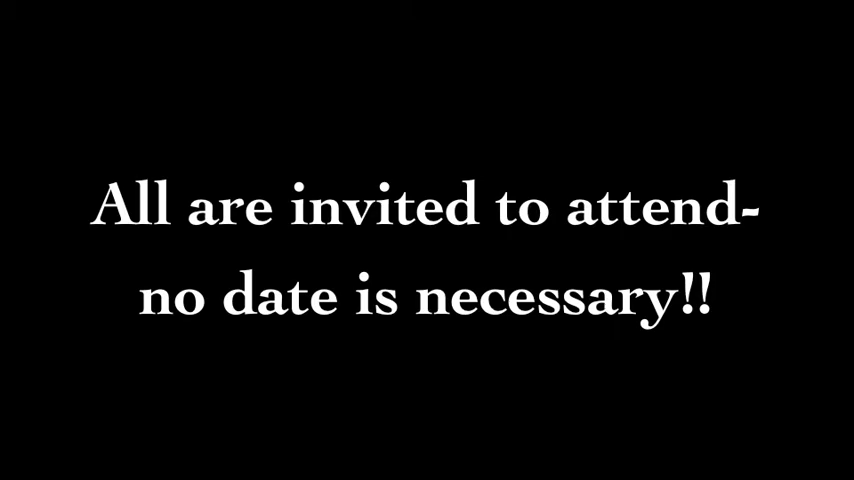 All are invited to attend-
no date is necessary!!